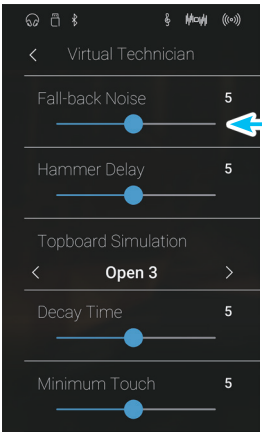 Virtual Technician
Fall-back Noise 5
Hammer Delay 5
Topboard Simulation
Open 3
Decay Time 5
Minimum Touch 5